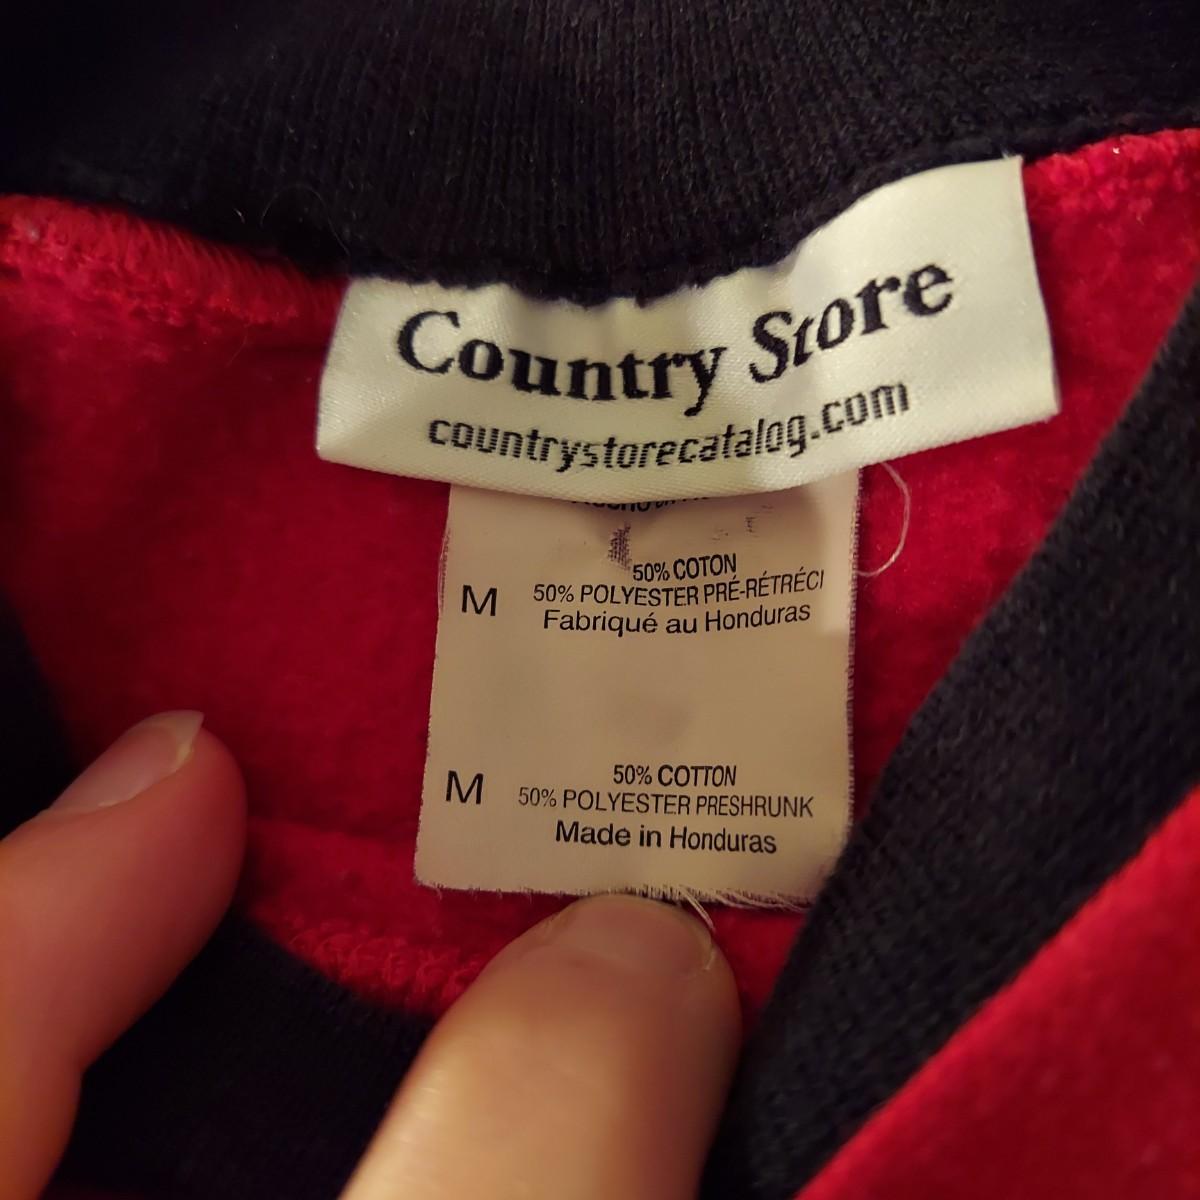 Country Store
countrystorecatalog.com
50% COTON
M 50% POLYESTER PRÉ-RÉTRÉCI
Fabriqué au Honduras
50% COTTON
M 50% POLYESTER PRESHRUNK
Made in Honduras